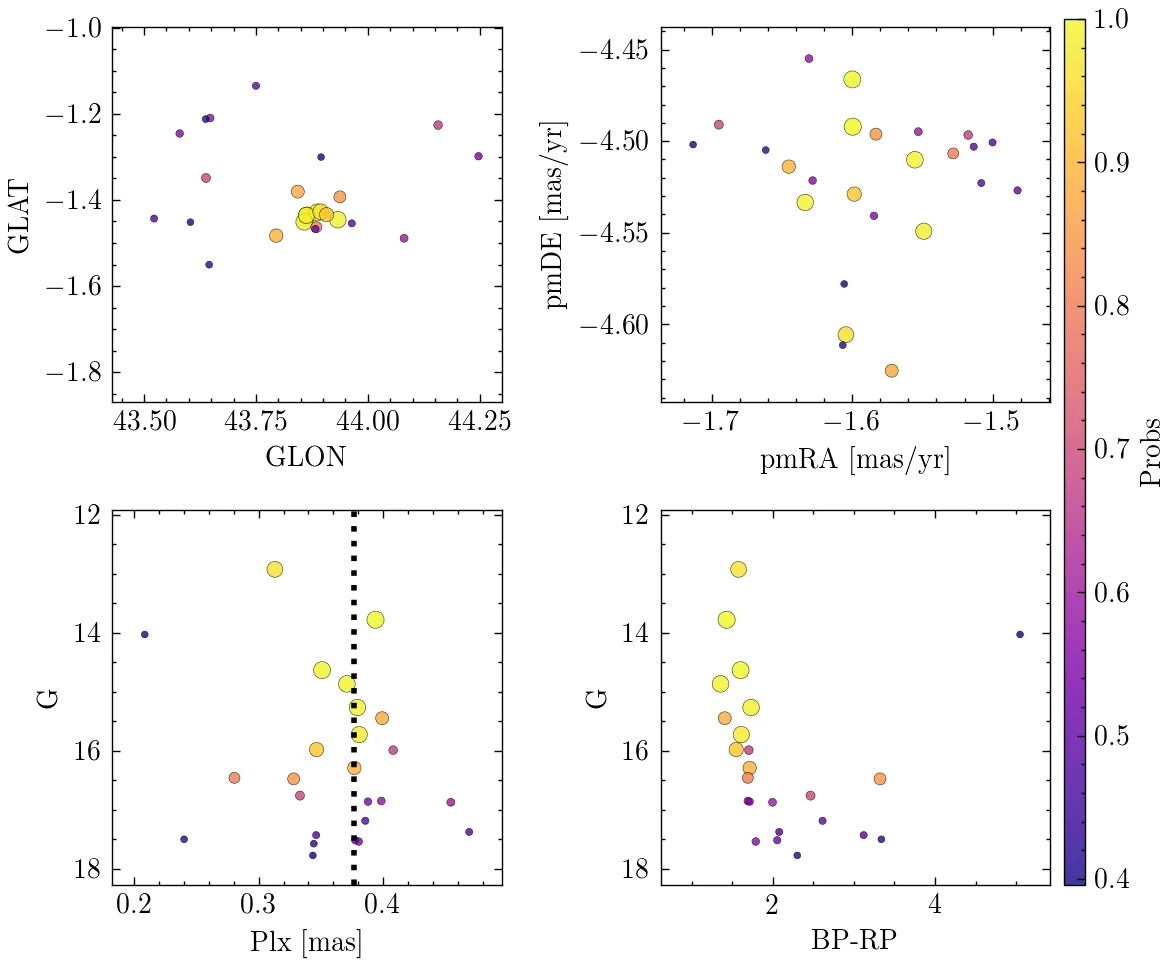 −1.0
−1.2
−1.4
−1.6
−1.8
GLAT
43.50 43.75 44.00 44.25
GLON
−4.45
−4.50
−4.55
−4.60
pmDE [mas/yr]
−1.7 −1.6 −1.5
pmRA [mas/yr]
12
14
16
18
G
0.2 0.3 0.4
Plx [mas]
12
14
16
18
G
2 4
BP-RP
1.0
0.9
0.8
0.7
0.6
0.5
0.4
Probs